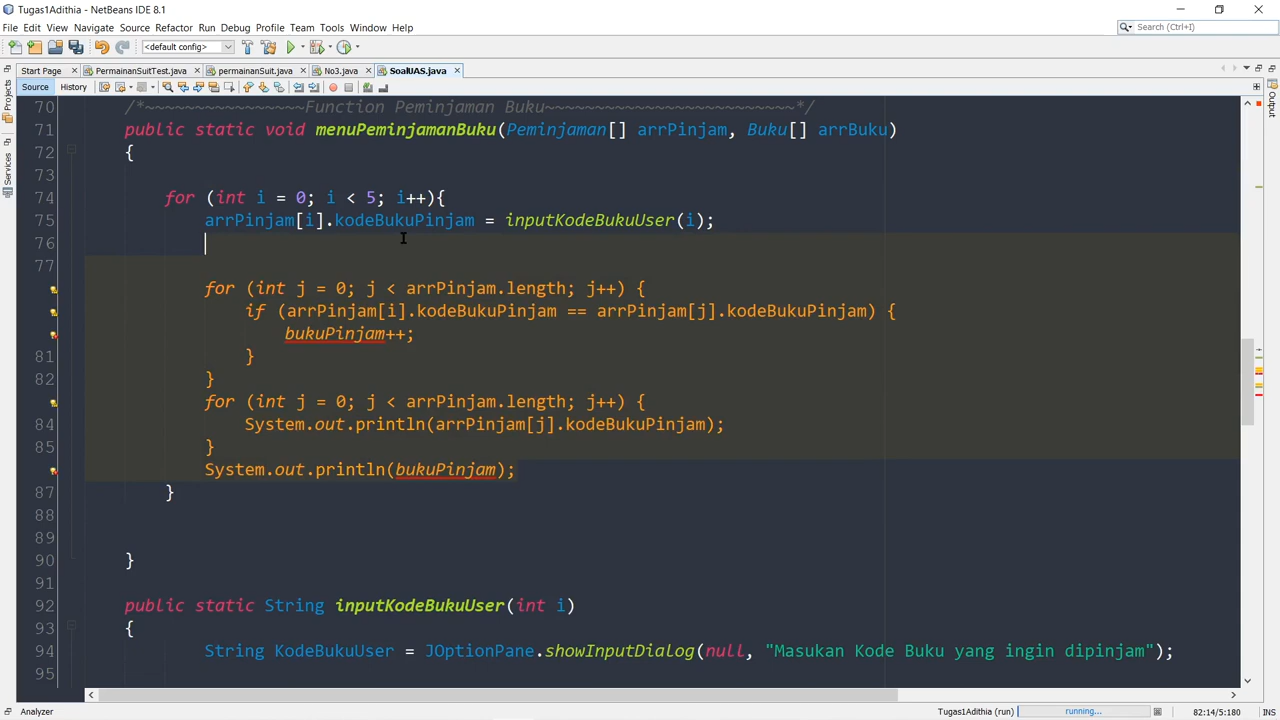 Tugas1Adithia - NetBeans IDE 8.1
File Edit View Navigate Source Refactor Run Debug Profile Team Tools Window Help
Search (Ctrl+I)
<default config>
Start Page PermainanSuitTest.java permainanSuit.java No3.java SoalUAS.java
Source History
Projects
Services
Output
70 /*~~~~~~~~~~~~~~~~Function Peminjaman Buku~~~~~~~~~~~~~~~~~~~~~~~~~*/
71 public static void menuPeminjamanBuku(Peminjaman[] arrPinjam, Buku[] arrBuku)
72 {
73
74 for (int i = 0; i < 5; i++){
75 arrPinjam[i].kodeBukuPinjam = inputKodeBukuUser(i);
76
77
for (int j = 0; j < arrPinjam.length; j++) {
if (arrPinjam[i].kodeBukuPinjam == arrPinjam[j].kodeBukuPinjam) {
bukuPinjam++;
81 }
82 }
for (int j = 0; j < arrPinjam.length; j++) {
84 System.out.println(arrPinjam[j].kodeBukuPinjam);
85 }
System.out.println(bukuPinjam);
87 }
88
89
90 }
91
92 public static String inputKodeBukuUser(int i)
93 {
94 String KodeBukuUser = JOptionPane.showInputDialog(null, "Masukan Kode Buku yang ingin dipinjam");
95
Analyzer
Tugas1Adithia (run) running... 82:14/5:180 INS